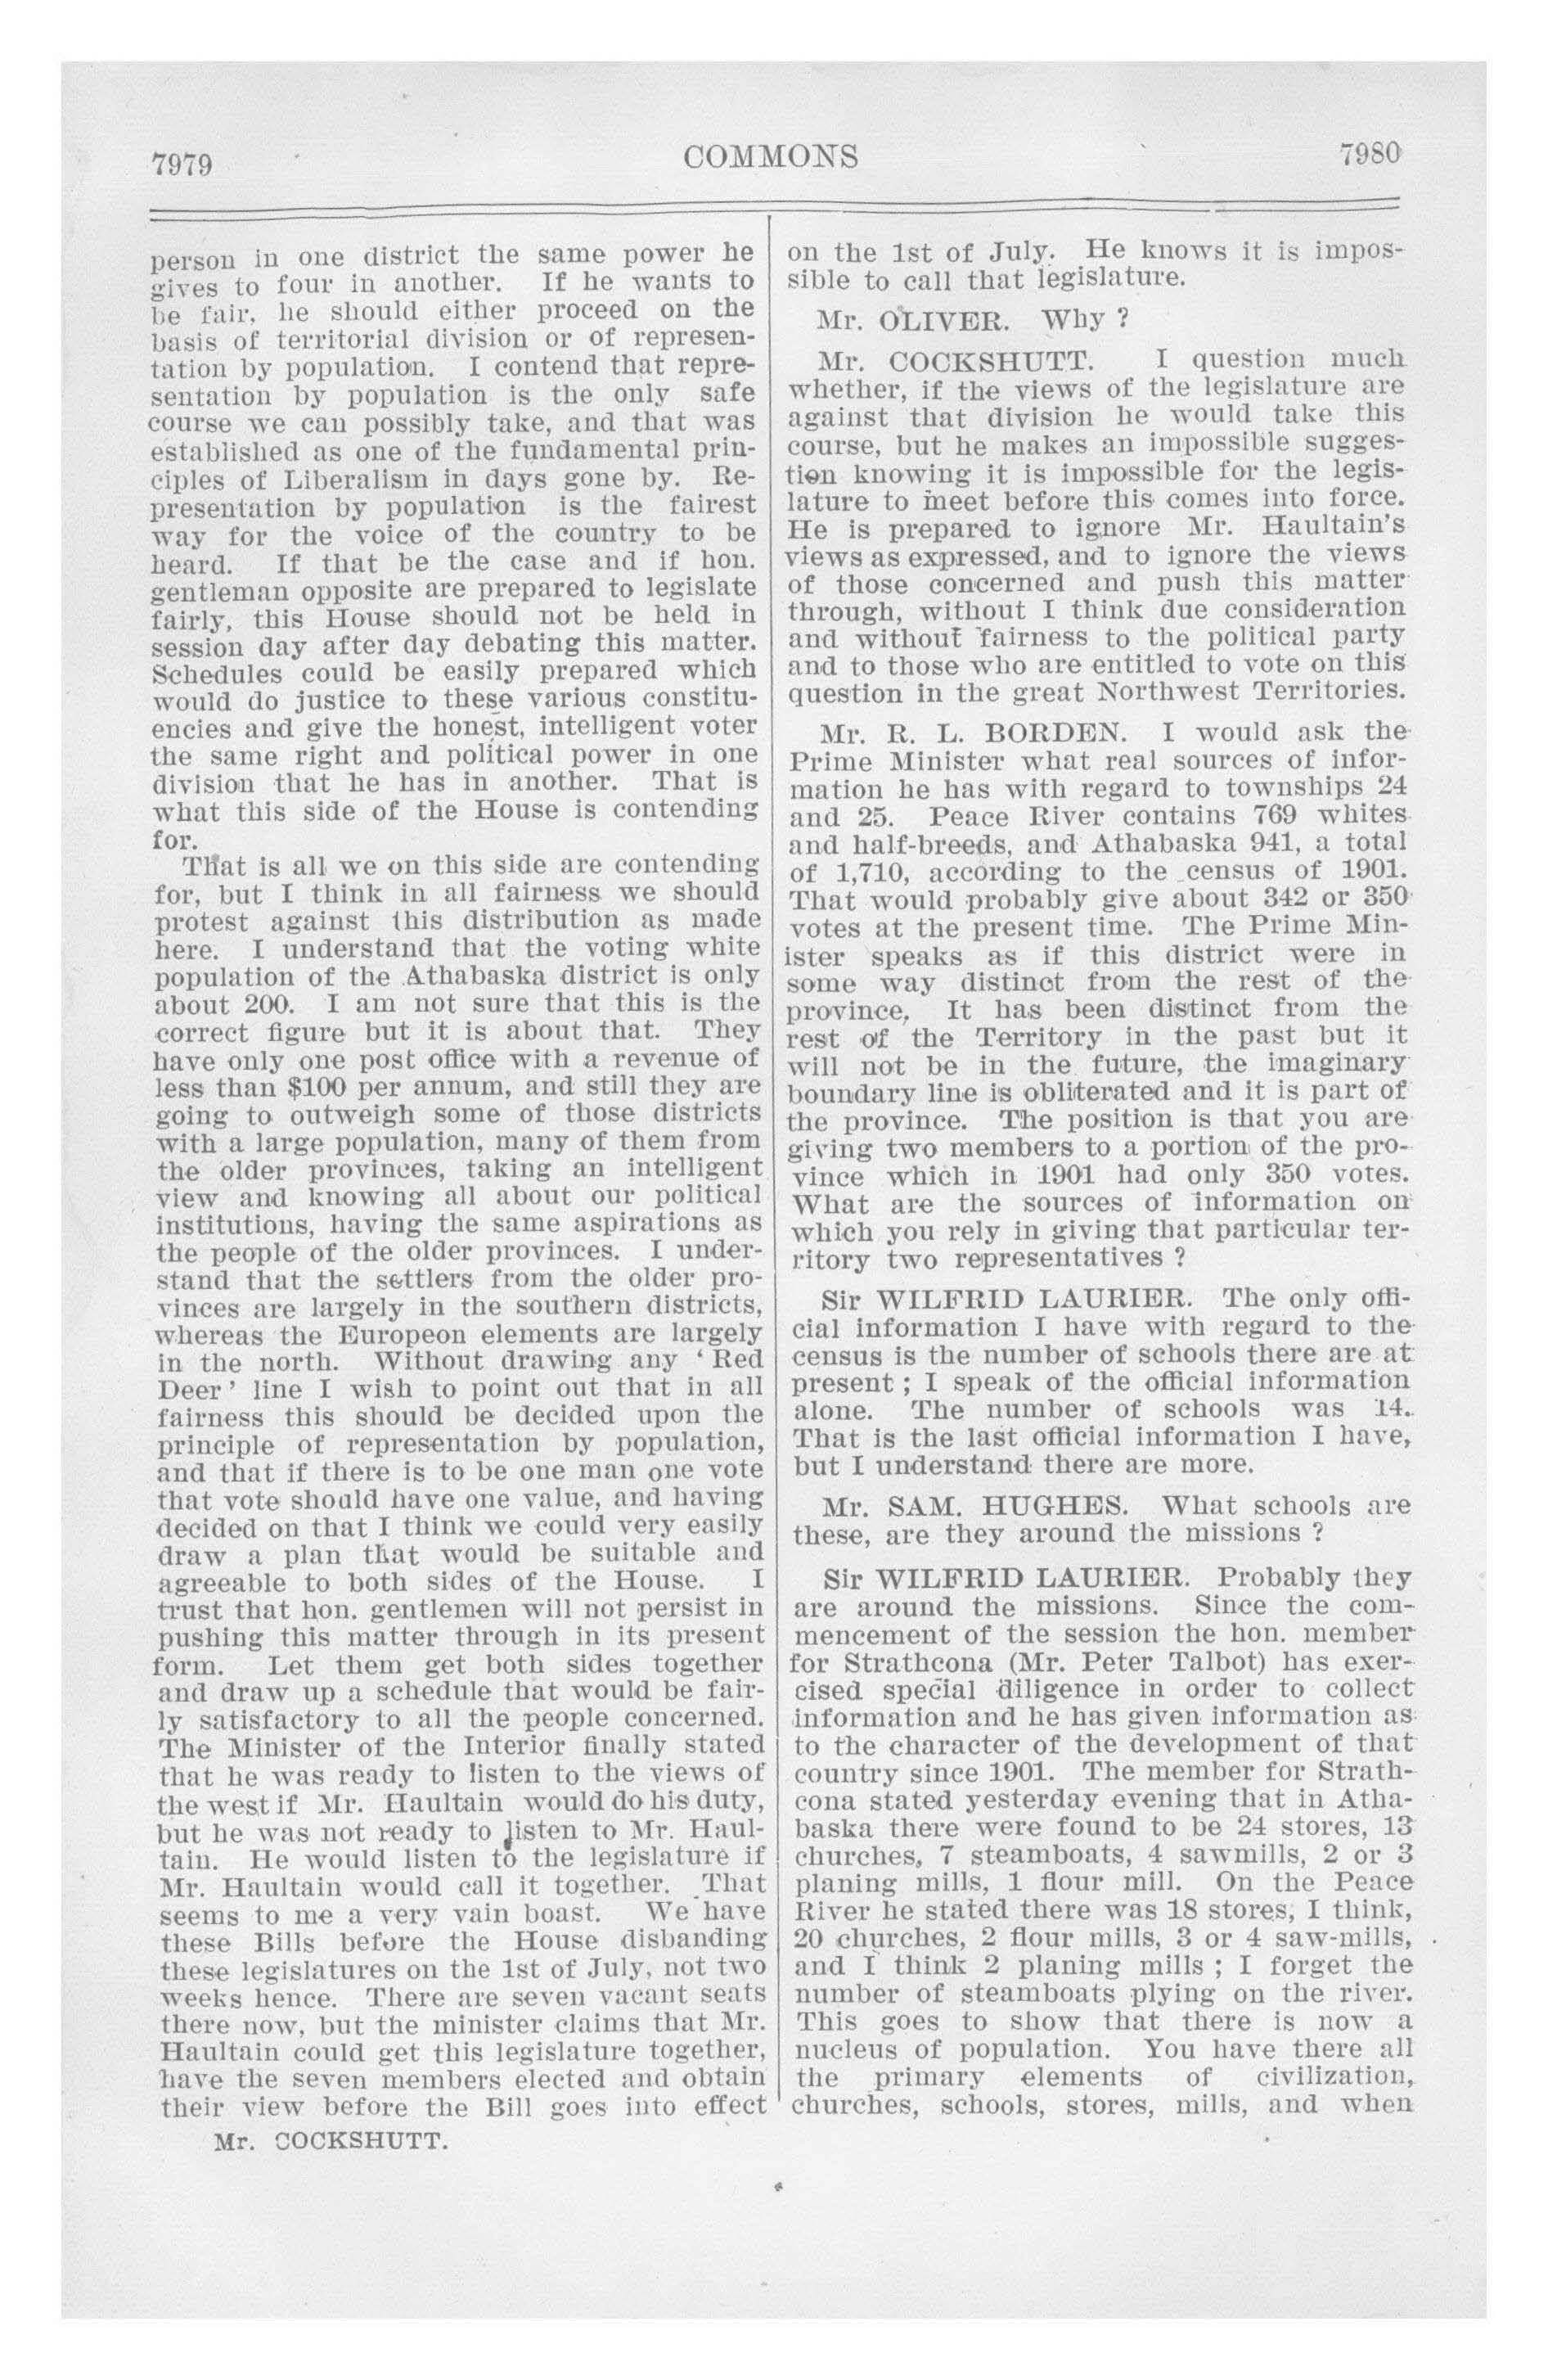 7979
COMMONS
7980
person in one district the same power he
gives to four in another. If he wants to
be fair, he should either proceed on the
basis of territorial division or of represen-
tation by population. I contend that repre-
sentation by population is the only safe
course we can possibly take, and that was
established as one of the fundamental prin-
ciples of Liberalism in days gone by. Re-
presentation by population is the fairest
way for the voice of the country to be
heard. If that be the case and if hon.
gentleman opposite are prepared to legislate
fairly, this House should not be held in
session day after day debating this matter.
Schedules could be easily prepared which
would do justice to these various constitu-
encies and give the honest, intelligent voter
the same right and political power in one
division that he has in another. That is
what this side of the House is contending
for.
That is all we on this side are contending
for, but I think in all fairness we should
protest against this distribution as made
here. I understand that the voting white
population of the Athabaska district is only
about 200. I am not sure that this is the
correct figure but it is about that. They
have only one post office with a revenue of
less than $100 per annum, and still they are
going to outweigh some of those districts
with a large population, many of them from
the older provinces, taking an intelligent
view and knowing all about our political
institutions, having the same aspirations as
the people of the older provinces. I under-
stand that the settlers from the older pro-
vinces are largely in the southern districts,
whereas the Europeon elements are largely
in the north. Without drawing any ' Red
Deer ' line I wish to point out that in all
fairness this should be decided upon the
principle of representation by population,
and that if there is to be one man one vote
that vote should have one value, and having
decided on that I think we could very easily
draw a plan that would be suitable and
agreeable to both sides of the House. I
trust that hon. gentlemen will not persist in
pushing this matter through in its present
form. Let them get both sides together
and draw up a schedule that would be fair-
ly satisfactory to all the people concerned.
The Minister of the Interior finally stated
that he was ready to listen to the views of
the west if Mr. Haultain would do his duty,
but he was not ready to listen to Mr. Haul-
tain. He would listen to the legislature if
Mr. Haultain would call it together. That
seems to me a very vain boast. We have
these Bills before the House disbanding
these legislatures on the 1st of July, not two
weeks hence. There are seven vacant seats
there now, but the minister claims that Mr.
Haultain could get this legislature together,
have the seven members elected and obtain
their view before the Bill goes into effect
Mr. COCKSHUTT.
on the 1st of July. He knows it is impos-
sible to call that legislature.
Mr. OLIVER. Why ?
Mr. COCKSHUTT. I question much
whether, if the views of the legislature are
against that division he would take this
course, but he makes an impossible sugges-
tion knowing it is impossible for the legis-
lature to meet before this comes into force.
He is prepared to ignore Mr. Haultain's
views as expressed, and to ignore the views
of those concerned and push this matter
through, without I think due consideration
and without fairness to the political party
and to those who are entitled to vote on this
question in the great Northwest Territories.
Mr. R. L. BORDEN. I would ask the
Prime Minister what real sources of infor-
mation he has with regard to townships 24
and 25. Peace River contains 769 whites
and half-breeds, and Athabaska 941, a total
of 1,710, according to the census of 1901.
That would probably give about 342 or 350
votes at the present time. The Prime Min-
ister speaks as if this district were in
some way distinct from the rest of the
province. It has been distinct from the
rest of the Territory in the past but it
will not be in the future, the imaginary
boundary line is obliterated and it is part of
the province. The position is that you are
giving two members to a portion of the pro-
vince which in 1901 had only 350 votes.
What are the sources of information on
which you rely in giving that particular ter-
ritory two representatives ?
Sir WILFRID LAURIER. The only offi-
cial information I have with regard to the
census is the number of schools there are at
present ; I speak of the official information
alone. The number of schools was 14.
That is the last official information I have,
but I understand there are more.
Mr. SAM. HUGHES. What schools are
these, are they around the missions ?
Sir WILFRID LAURIER. Probably they
are around the missions. Since the com-
mencement of the session the hon. member
for Strathcona (Mr. Peter Talbot) has exer-
cised special diligence in order to collect
information and he has given information as
to the character of the development of that
country since 1901. The member for Strath-
cona stated yesterday evening that in Atha-
baska there were found to be 24 stores, 13
churches, 7 steamboats, 4 sawmills, 2 or 3
planing mills, 1 flour mill. On the Peace
River he stated there was 18 stores, I think,
20 churches, 2 flour mills, 3 or 4 saw-mills,
and I think 2 planing mills ; I forget the
number of steamboats plying on the river.
This goes to show that there is now a
nucleus of population. You have there all
the primary elements of civilization,
churches, schools, stores, mills, and when